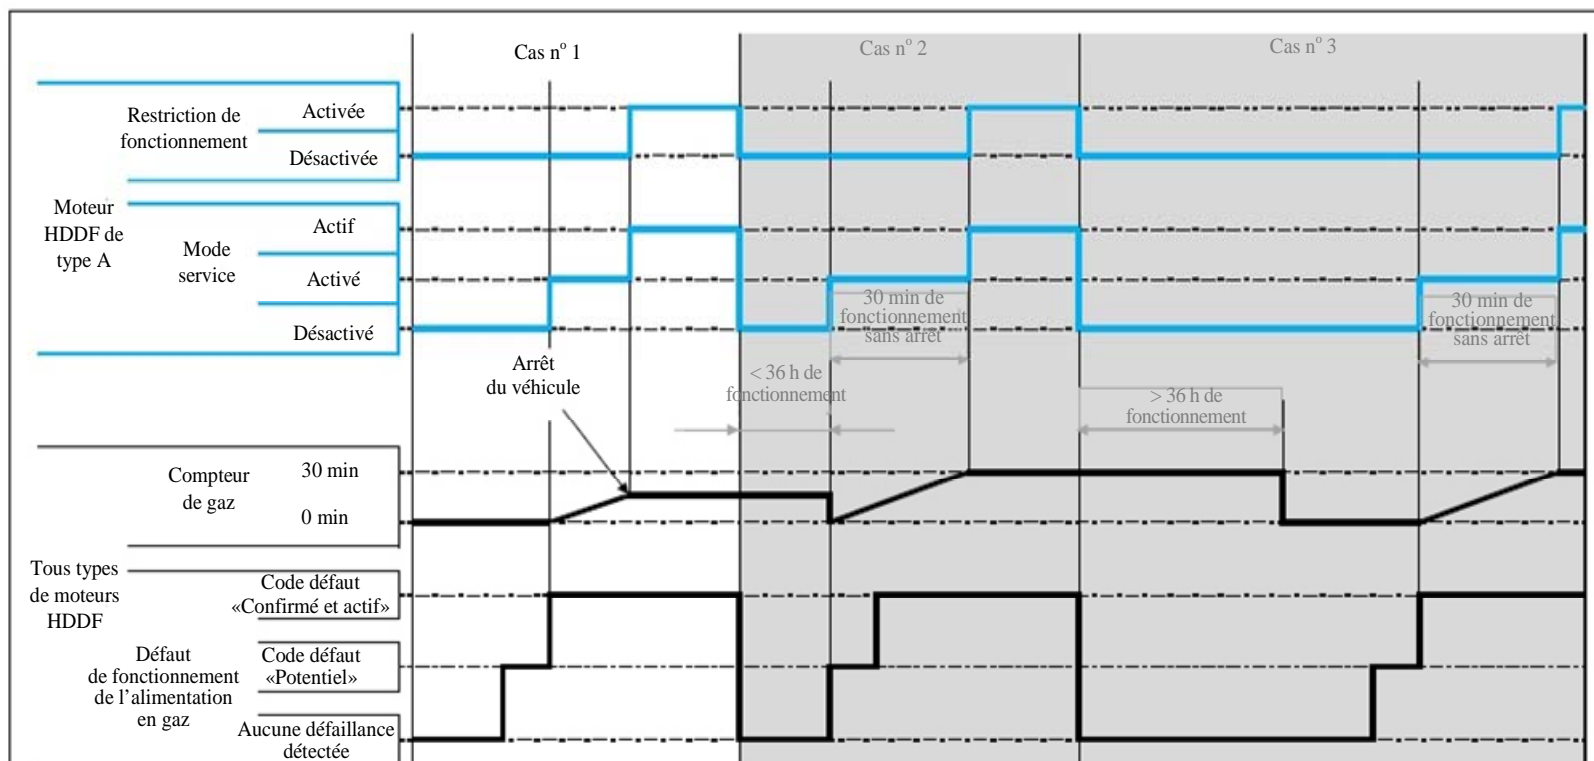 Cas nº 1
Cas nº 2
Cas nº 3
Restriction de
fonctionnement
Activée
Désactivée
Moteur
HDDF de
type A
Mode
service
Actif
Activé
Désactivé
30 min de
fonctionnement
sans arrêt
30 min de
fonctionnement
sans arrêt
Arrêt
du véhicule
< 36 h de
fonctionnement
> 36 h de
fonctionnement
Compteur
de gaz
30 min
0 min
Tous types
de moteurs
HDDF
Code défaut
«Confirmé et actif»
Défaut
de fonctionnement
de l’alimentation
en gaz
Code défaut
«Potentiel»
Aucune défaillance
détectée